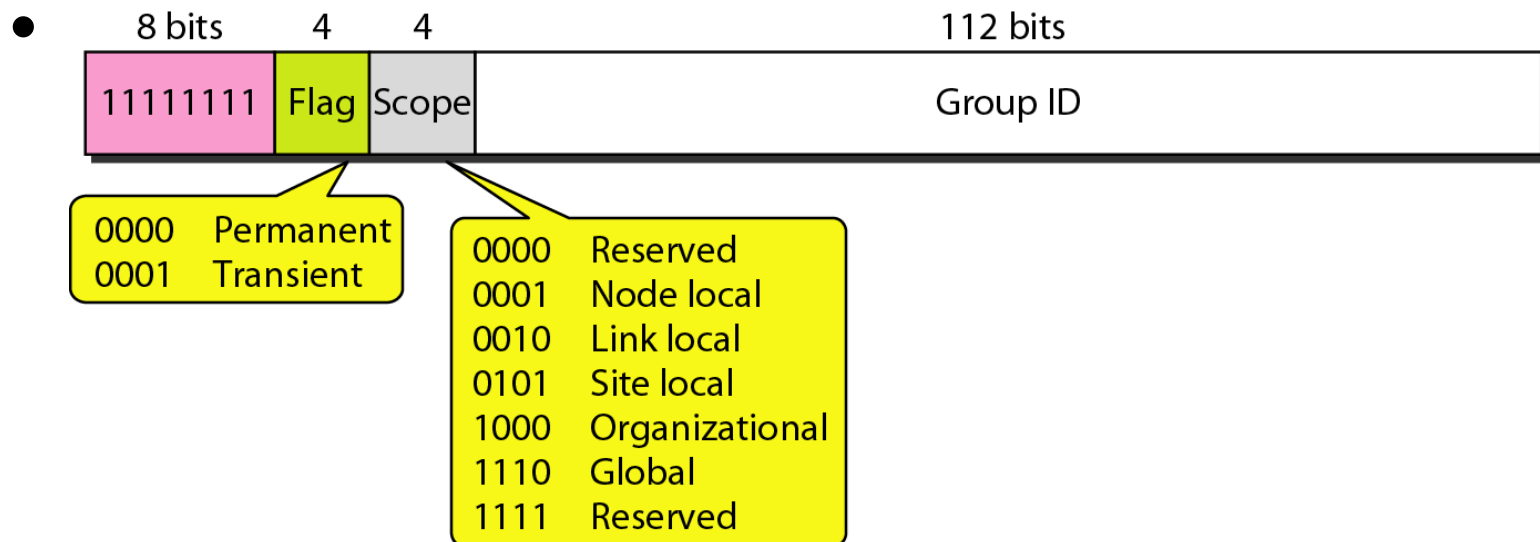 8 bits 4 4 112 bits
11111111 Flag Scope Group ID
0000 Permanent
0001 Transient
0000 Reserved
0001 Node local
0010 Link local
0101 Site local
1000 Organizational
1110 Global
1111 Reserved